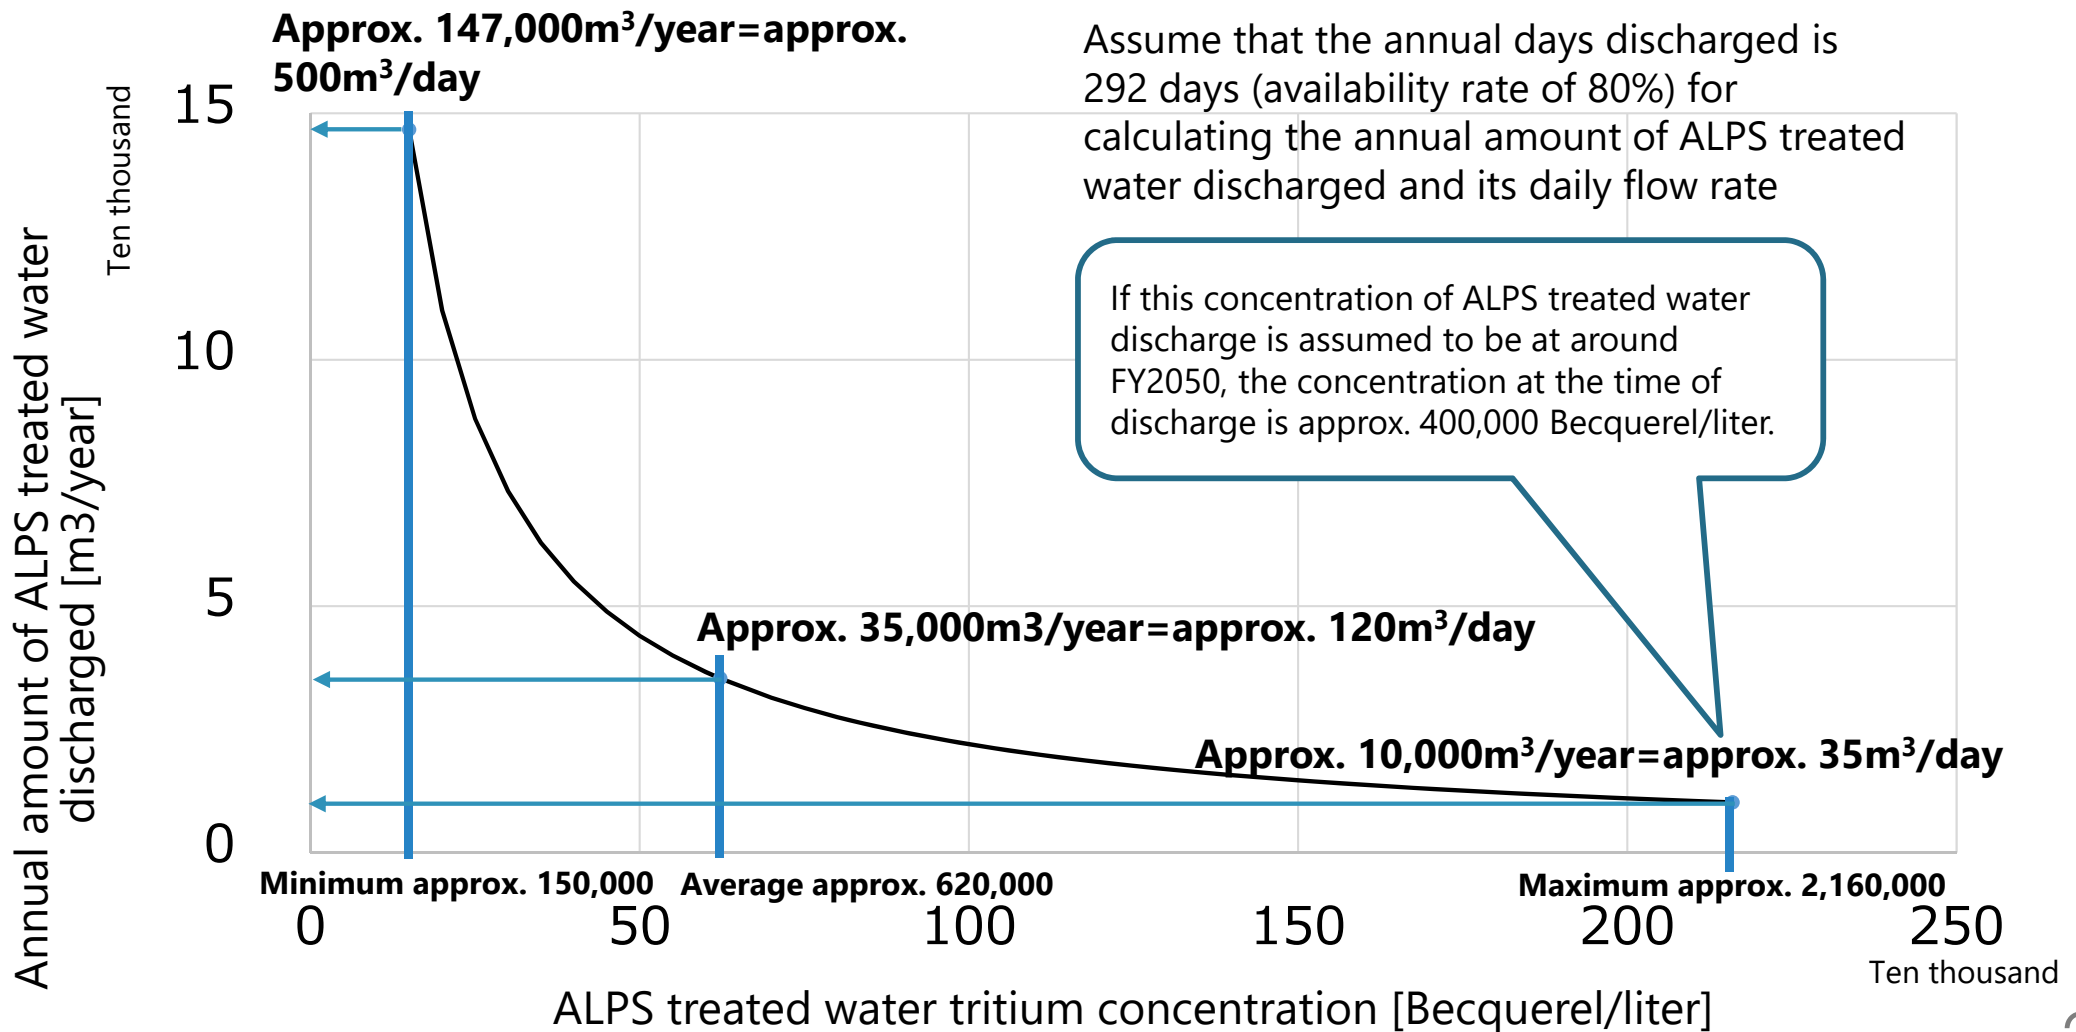 Approx. 147,000m³/year=approx.
500m³/day
Assume that the annual days discharged is
292 days (availability rate of 80%) for
calculating the annual amount of ALPS treated
water discharged and its daily flow rate
If this concentration of ALPS treated water
discharge is assumed to be at around
FY2050, the concentration at the time of
discharge is approx. 400,000 Becquerel/liter.
Annual amount of ALPS treated water
discharged [m3/year]
Ten thousand
15
10
5
0
Approx. 35,000m3/year=approx. 120m³/day
Approx. 10,000m³/year=approx. 35m³/day
Minimum approx. 150,000
Average approx. 620,000
Maximum approx. 2,160,000
0 50 100 150 200 250
Ten thousand
ALPS treated water tritium concentration [Becquerel/liter]